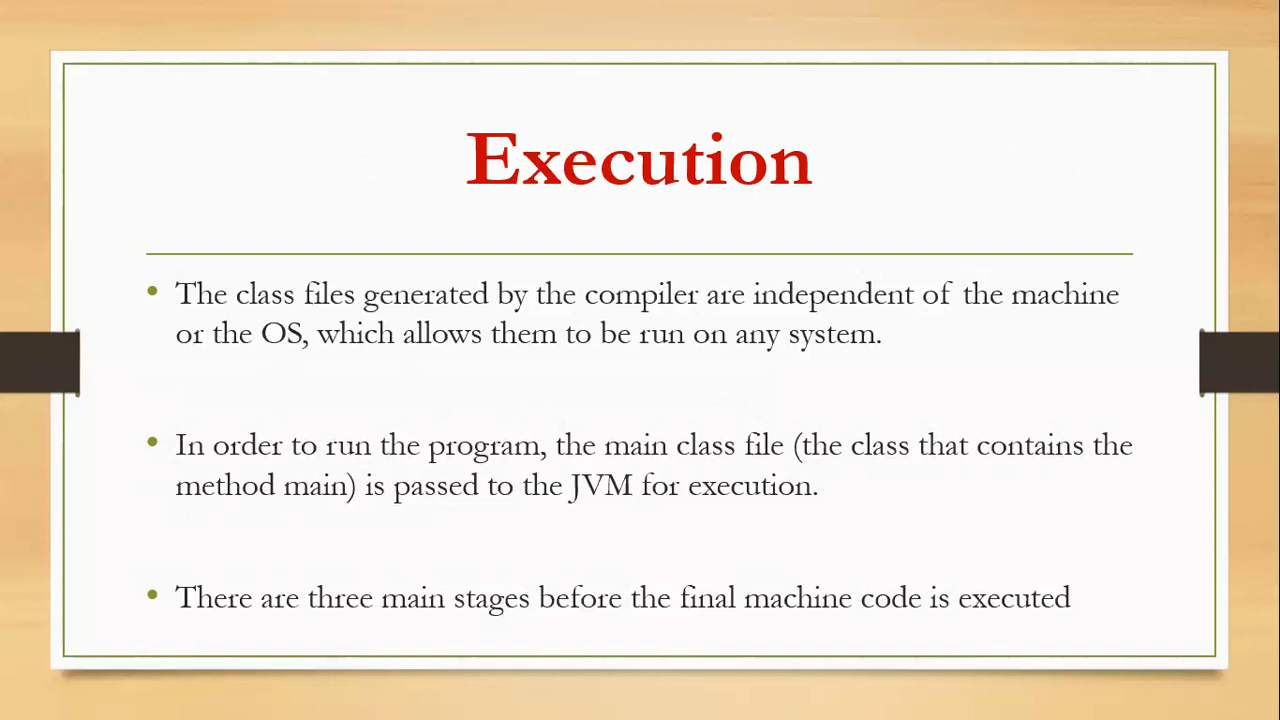 Execution
• The class files generated by the compiler are independent of the machine
or the OS, which allows them to be run on any system.
• In order to run the program, the main class file (the class that contains the
method main) is passed to the JVM for execution.
• There are three main stages before the final machine code is executed